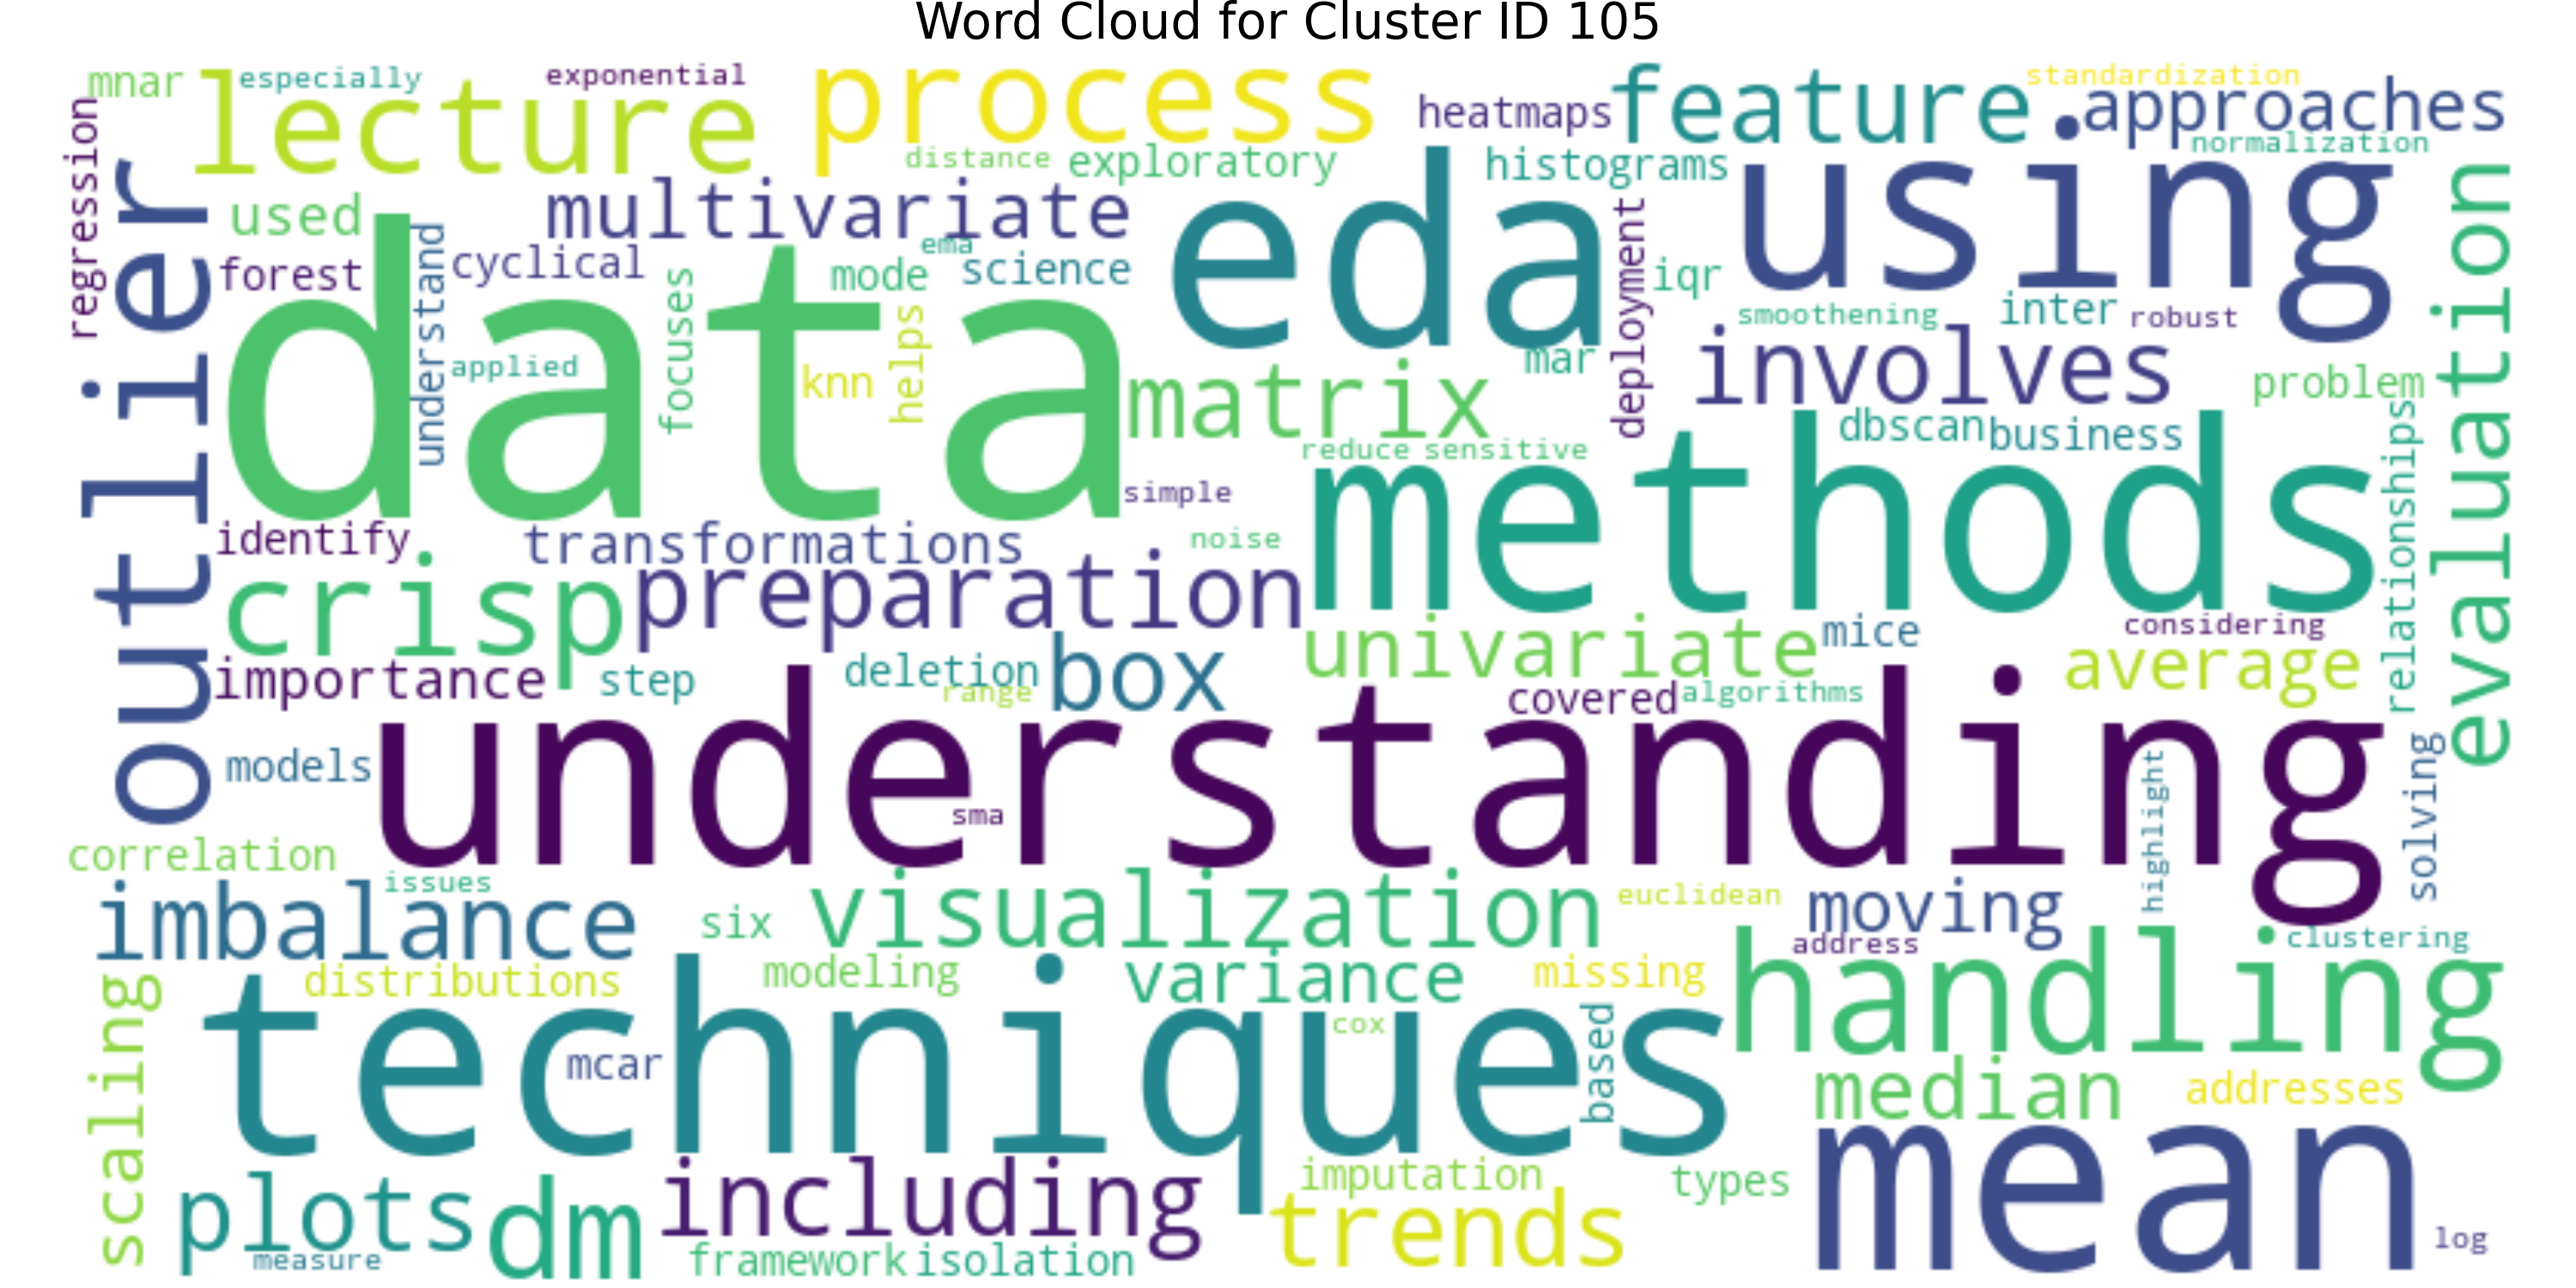 Word Cloud for Cluster ID 105
mnar especially exponential standardization
lecture process heatmaps feature approaches
regression distance exploratory histograms normalization
outlier used multivariate eda using evaluation
forest understand cyclical ema mode science deployment iqr
data focuses helps smoothening inter robust
applied knn matrix mar involves problem
reduce sensitive dbscan business relationships
simple methods
identify transformations noise
crisp preparation
univariate mice considering
importance step deletion range box covered algorithms average
models understanding highlight solving
sma
correlation
imbalance issues six visualization euclidean moving
address clustering
scaling distributions modeling variance missing handling
techniques mcar cox based
median addresses
plots dm including imputation trends types mean
measure framework isolation log